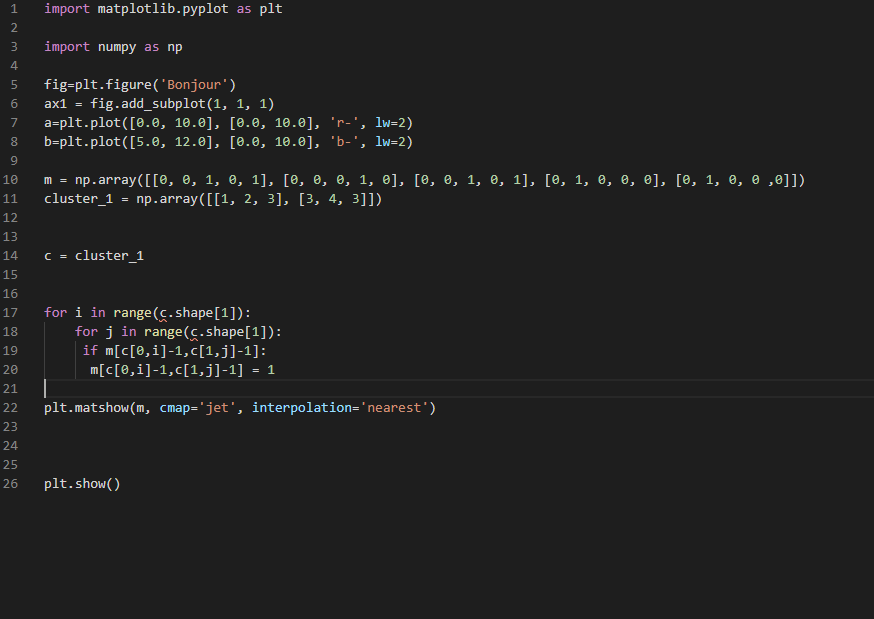 1 import matplotlib.pyplot as plt
2
3 import numpy as np
4
5 fig=plt.figure('Bonjour')
6 ax1 = fig.add_subplot(1, 1, 1)
7 a=plt.plot([0.0, 10.0], [0.0, 10.0], 'r-', lw=2)
8 b=plt.plot([5.0, 12.0], [0.0, 10.0], 'b-', lw=2)
9
10 m = np.array([[0, 0, 1, 0, 1], [0, 0, 0, 1, 0], [0, 0, 1, 0, 1], [0, 1, 0, 0, 0], [0, 1, 0, 0 ,0]])
11 cluster_1 = np.array([[1, 2, 3], [3, 4, 3]])
12
13
14 c = cluster_1
15
16
17 for i in range(c.shape[1]):
18     for j in range(c.shape[1]):
19      if m[c[0,i]-1,c[1,j]-1]:
20       m[c[0,i]-1,c[1,j]-1] = 1
21
22 plt.matshow(m, cmap='jet', interpolation='nearest')
23
24
25
26 plt.show()